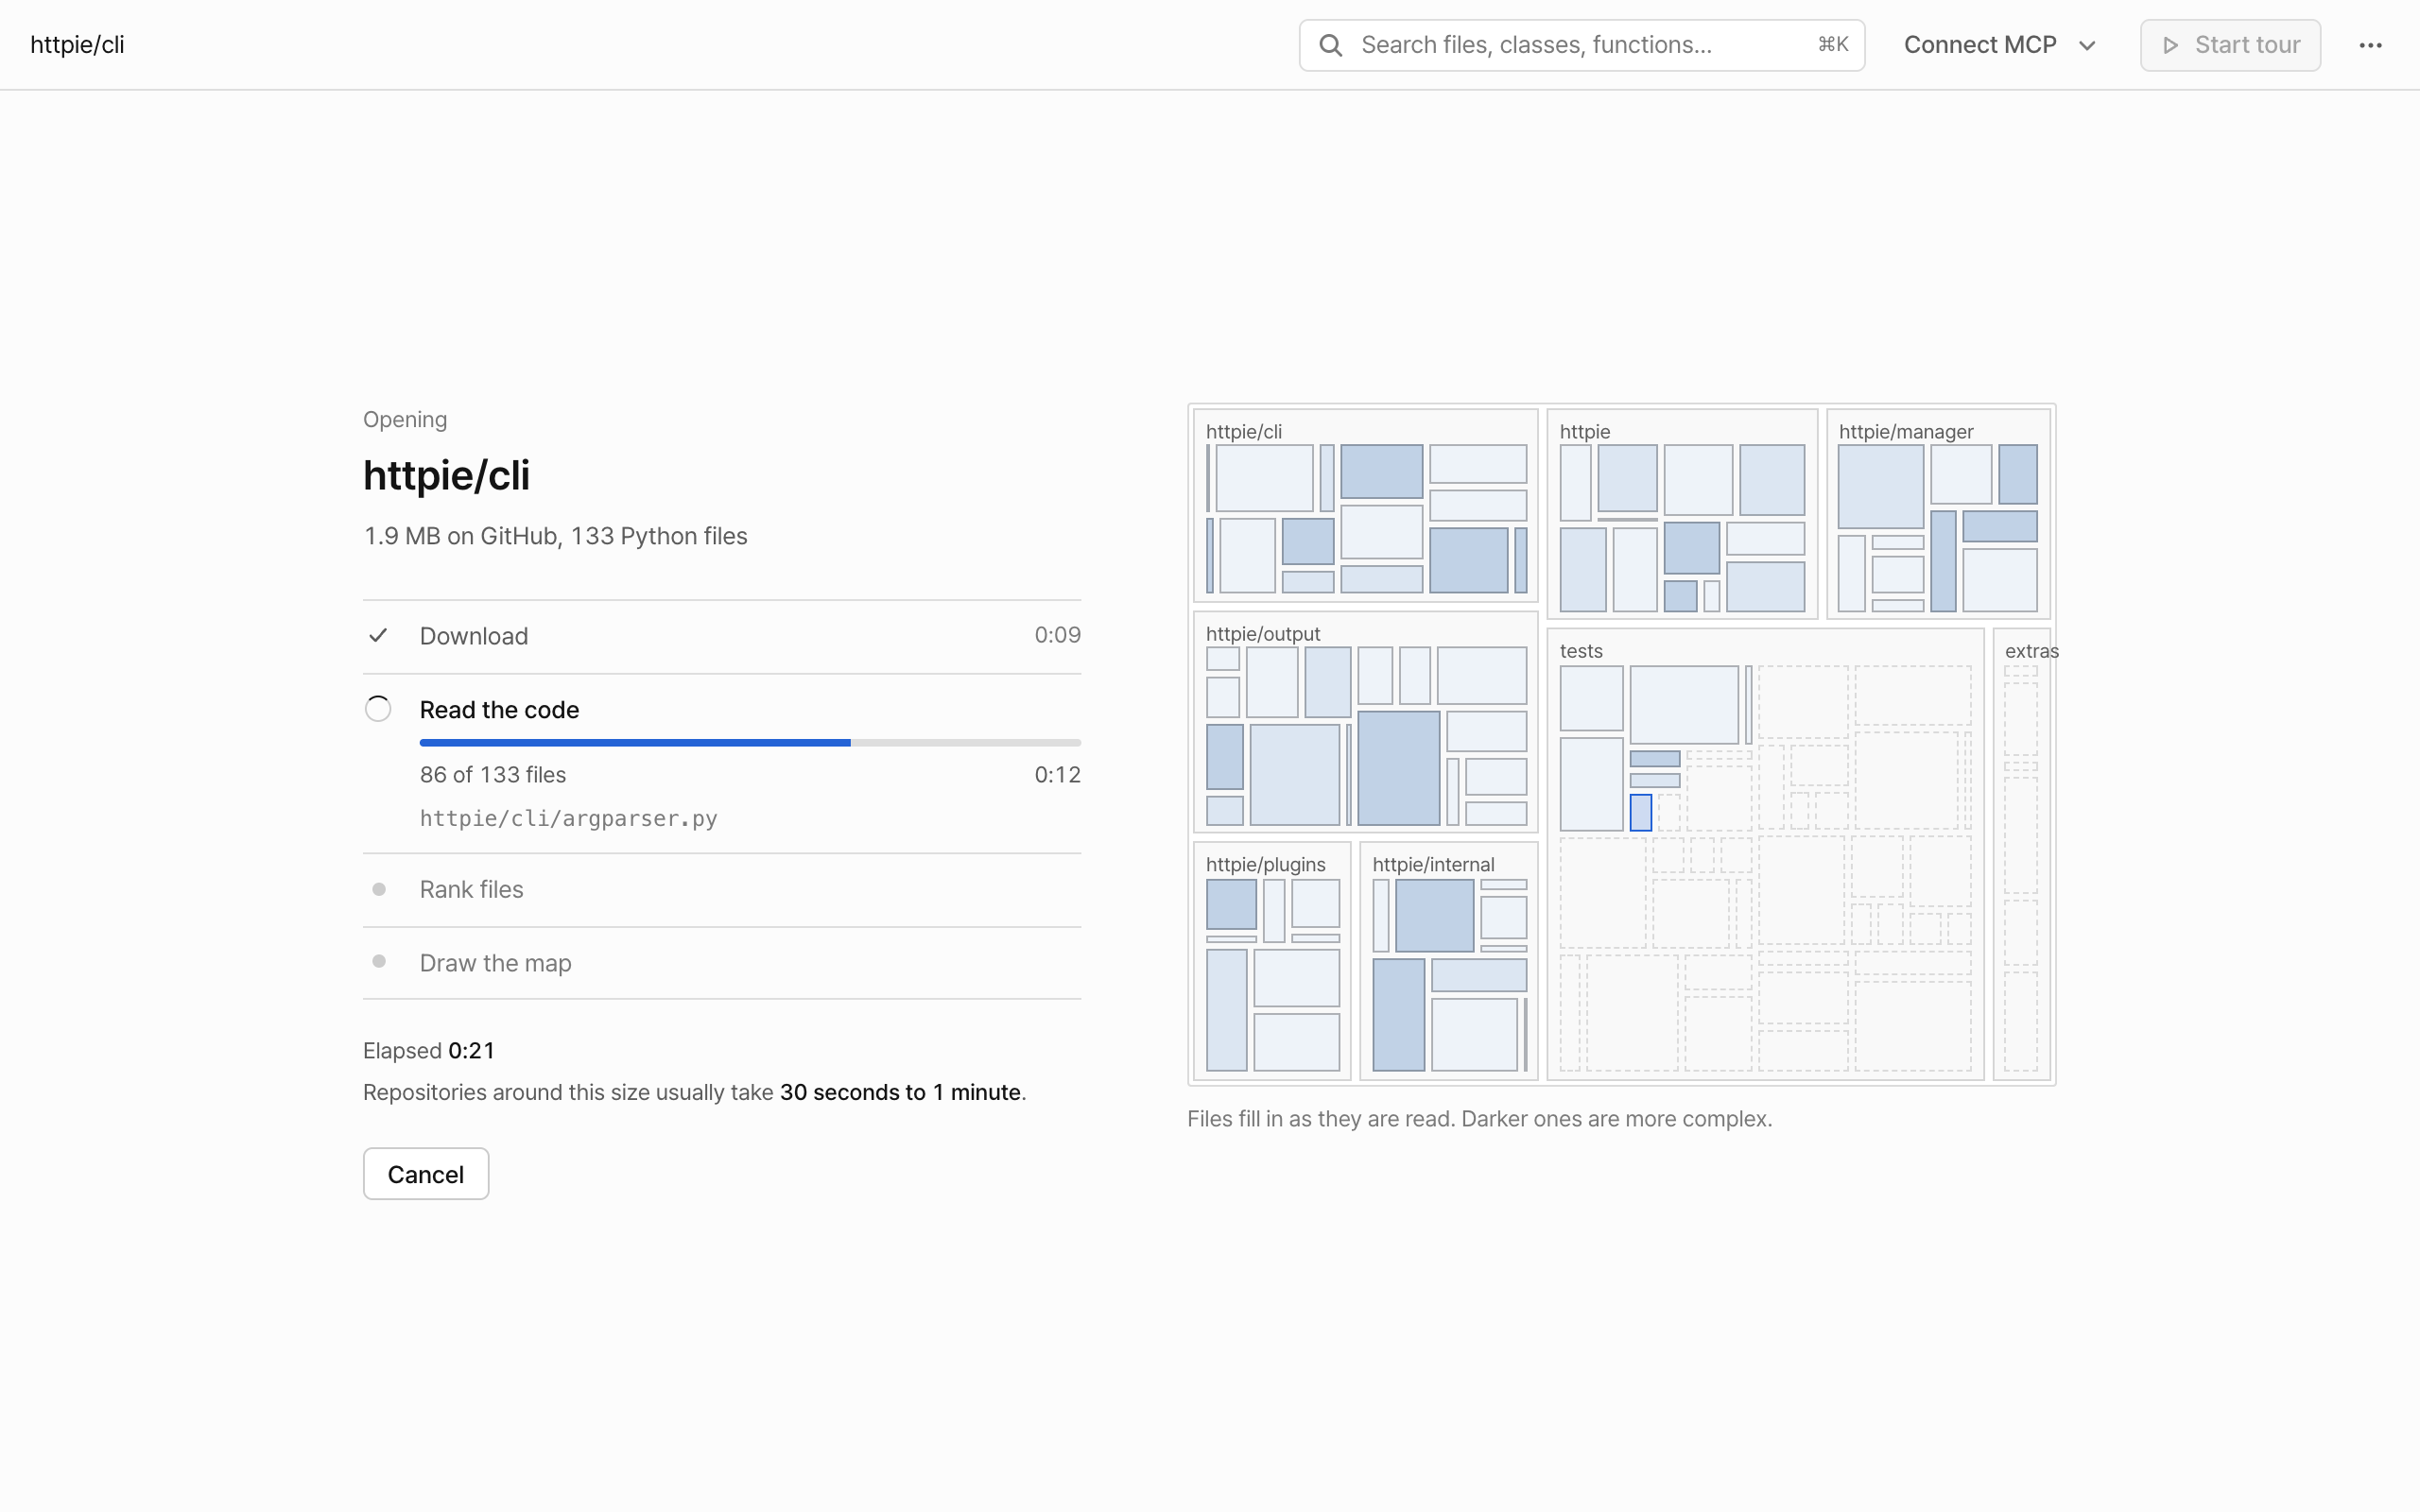 httpie/cli
Search files, classes, functions...
⌘K
Connect MCP
Start tour
Opening
httpie/cli
1.9 MB on GitHub, 133 Python files
Download
0:09
Read the code
86 of 133 files
0:12
httpie/cli/argparser.py
Rank files
Draw the map
Elapsed 0:21
Repositories around this size usually take 30 seconds to 1 minute.
Cancel
httpie/cli
httpie
httpie/manager
httpie/output
tests
extras
httpie/plugins
httpie/internal
Files fill in as they are read. Darker ones are more complex.